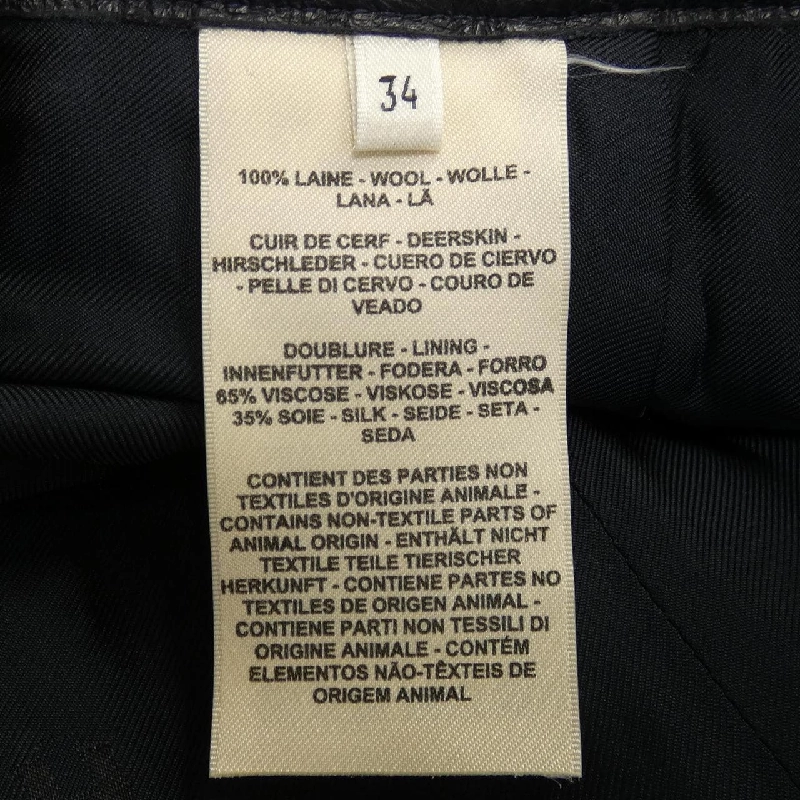 34
100% LAINE - WOOL - WOLLE -
LANA - LÃ
CUIR DE CERF - DEERSKIN -
HIRSCHLEDER - CUERO DE CIERVO
- PELLE DI CERVO - COURO DE
VEADO
DOUBLURE - LINING -
INNENFUTTER - FODERA - FORRO
65% VISCOSE - VISKOSE - VISCOSA
35% SOIE - SILK - SEIDE - SETA -
SEDA
CONTIENT DES PARTIES NON
TEXTILES D'ORIGINE ANIMALE -
CONTAINS NON-TEXTILE PARTS OF
ANIMAL ORIGIN - ENTHÄLT NICHT
TEXTILE TEILE TIERISCHER
HERKUNFT - CONTIENE PARTES NO
TEXTILES DE ORIGEN ANIMAL -
CONTIENE PARTI NON TESSILI DI
ORIGINE ANIMALE - CONTÉM
ELEMENTOS NÃO-TÊXTEIS DE
ORIGEM ANIMAL